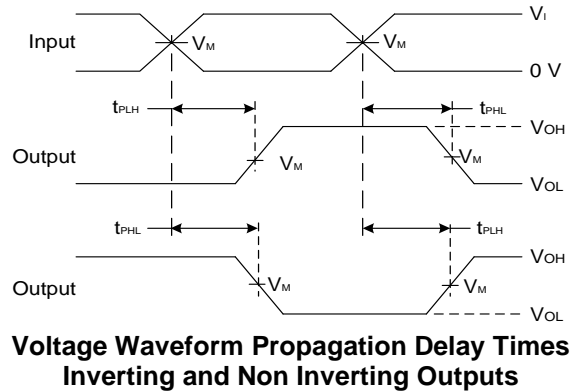 VI
Input
VM
VM
0 V
tPLH
tPHL
VOH
Output
VM
VM
VOL
tPHL
tPLH
VOH
Output
VM
VM
VOL
Voltage Waveform Propagation Delay Times
Inverting and Non Inverting Outputs